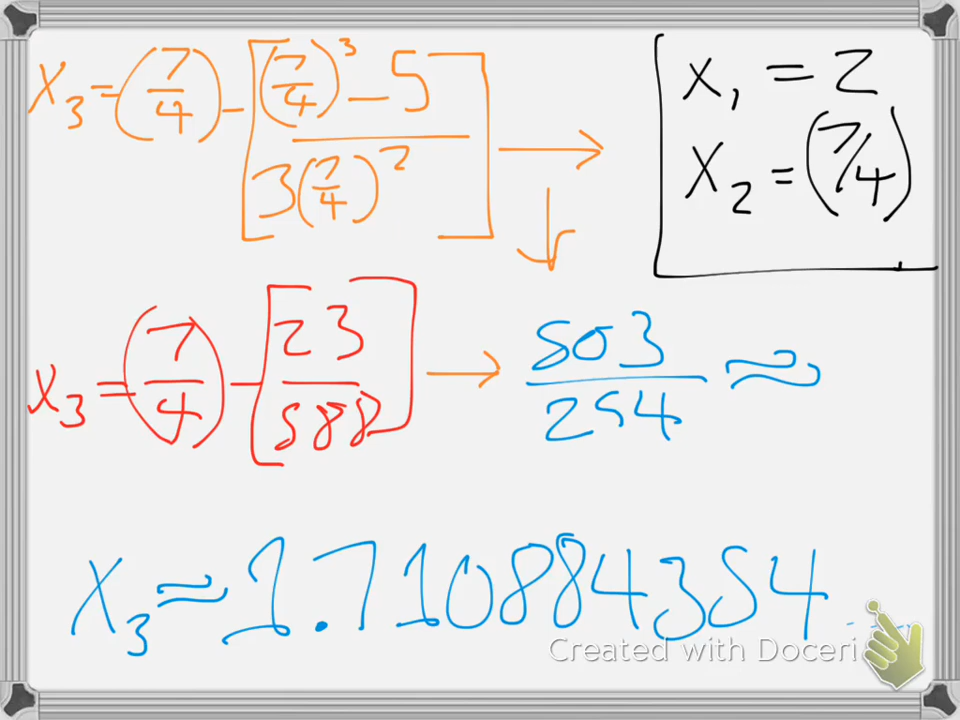 x₃ = (7/4) - [((7/4)³ - 5)/(3(7/4)²)] →
x₁ = 2
x₂ = (7/4)
↓
x₃ = (7/4) - [23/588] → 503/254 ≈
x₃ ≈ 1.710884354...
Created with Doceri